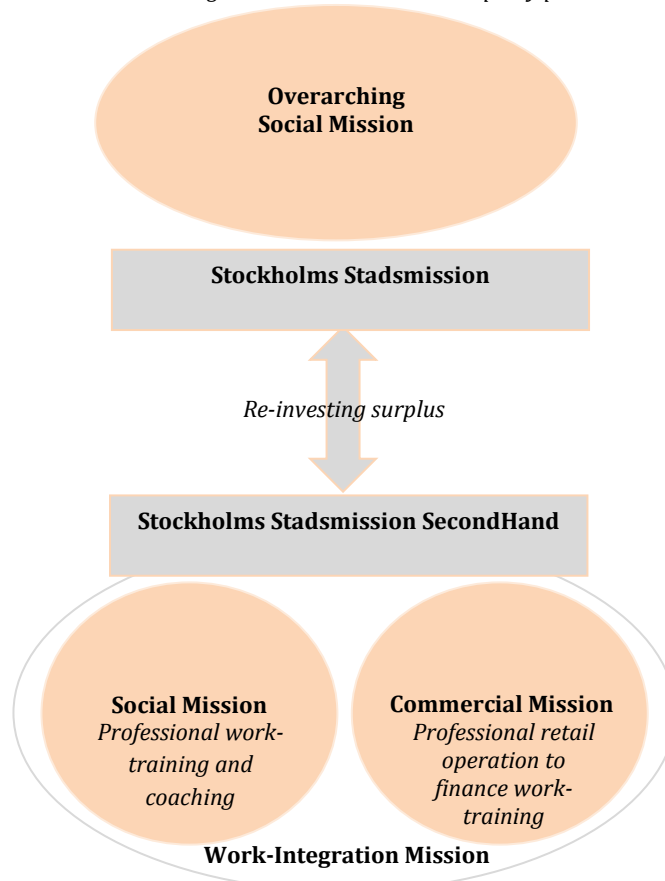 Overarching
Social Mission
Stockholms Stadsmission
Re-investing surplus
Stockholms Stadsmission SecondHand
Social Mission
Professional work-
training and
coaching
Commercial Mission
Professional retail
operation to
finance work-
training
Work-Integration Mission